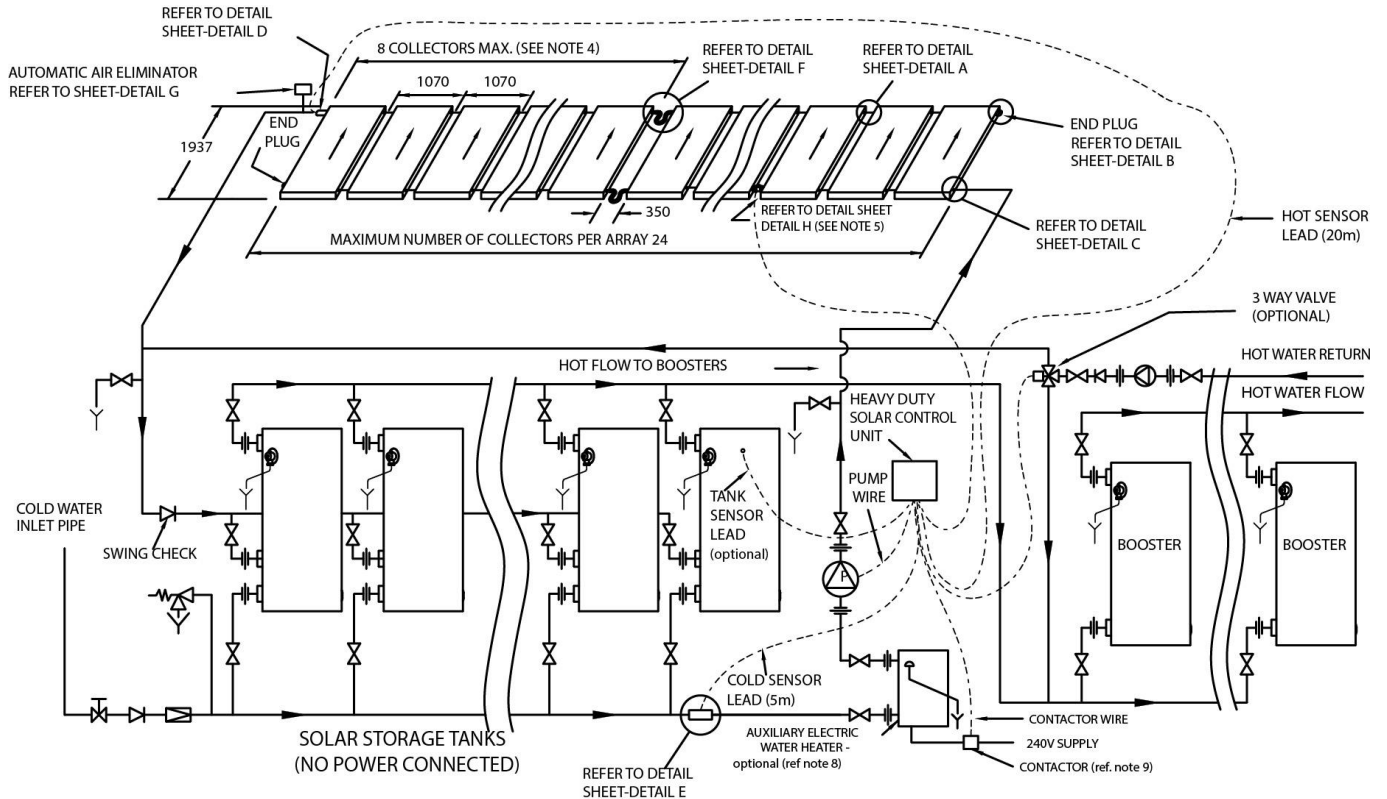 REFER TO DETAIL
SHEET-DETAIL D
8 COLLECTORS MAX. (SEE NOTE 4)
REFER TO DETAIL
SHEET-DETAIL F
REFER TO DETAIL
SHEET-DETAIL A
AUTOMATIC AIR ELIMINATOR
REFER TO SHEET-DETAIL G
1070
1070
END
PLUG
1937
END PLUG
REFER TO DETAIL
SHEET-DETAIL B
350
REFER TO DETAIL SHEET
DETAIL H (SEE NOTE 5)
MAXIMUM NUMBER OF COLLECTORS PER ARRAY 24
REFER TO DETAIL
SHEET-DETAIL C
HOT SENSOR
LEAD (20m)
3 WAY VALVE
(OPTIONAL)
HOT FLOW TO BOOSTERS
HOT WATER RETURN
HOT WATER FLOW
HEAVY DUTY
SOLAR CONTROL
UNIT
PUMP
WIRE
TANK
SENSOR
LEAD
(optional)
COLD WATER
INLET PIPE
SWING CHECK
P
BOOSTER
BOOSTER
COLD SENSOR
LEAD (5m)
SOLAR STORAGE TANKS
(NO POWER CONNECTED)
REFER TO DETAIL
SHEET-DETAIL E
AUXILIARY ELECTRIC
WATER HEATER -
optional (ref note 8)
CONTACTOR WIRE
240V SUPPLY
CONTACTOR (ref. note 9)